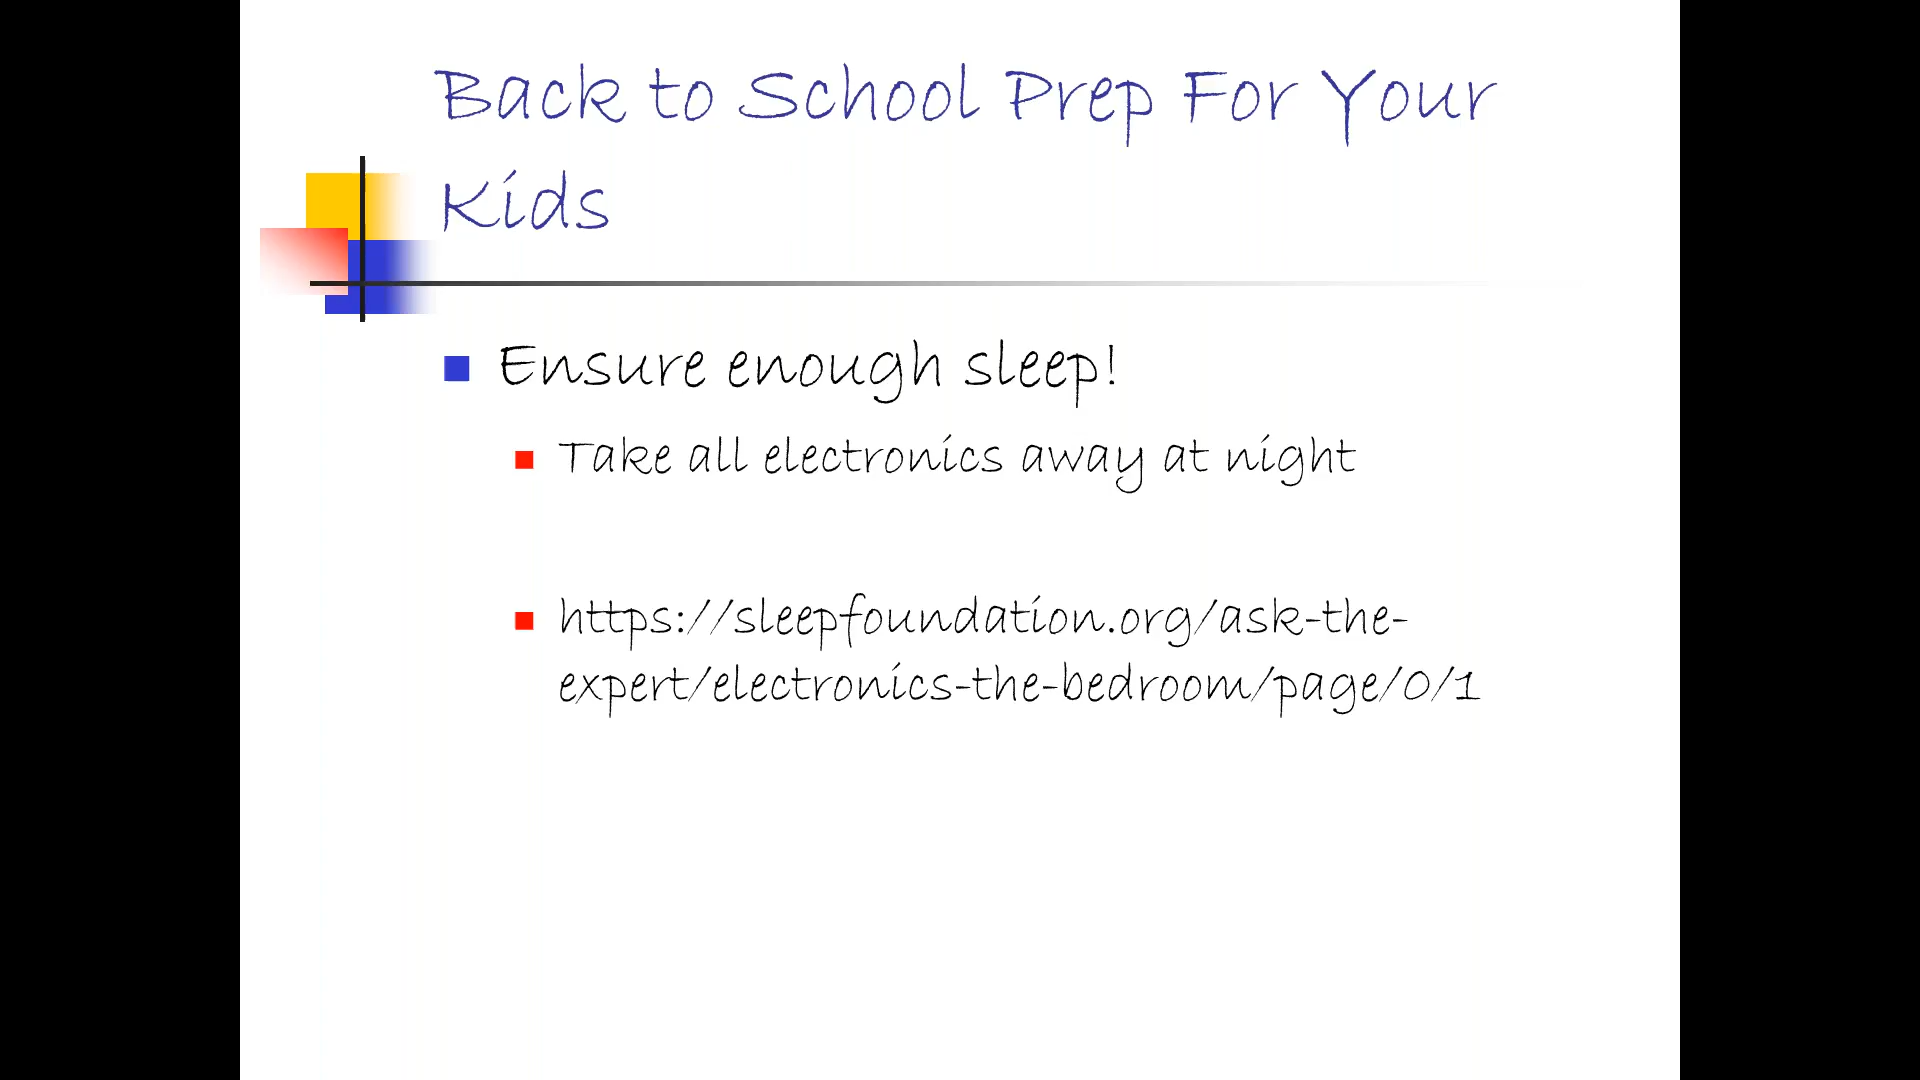 Back to School Prep For Your
Kids
Ensure enough sleep!
Take all electronics away at night
https://sleepfoundation.org/ask-the-
expert/electronics-the-bedroom/page/0/1